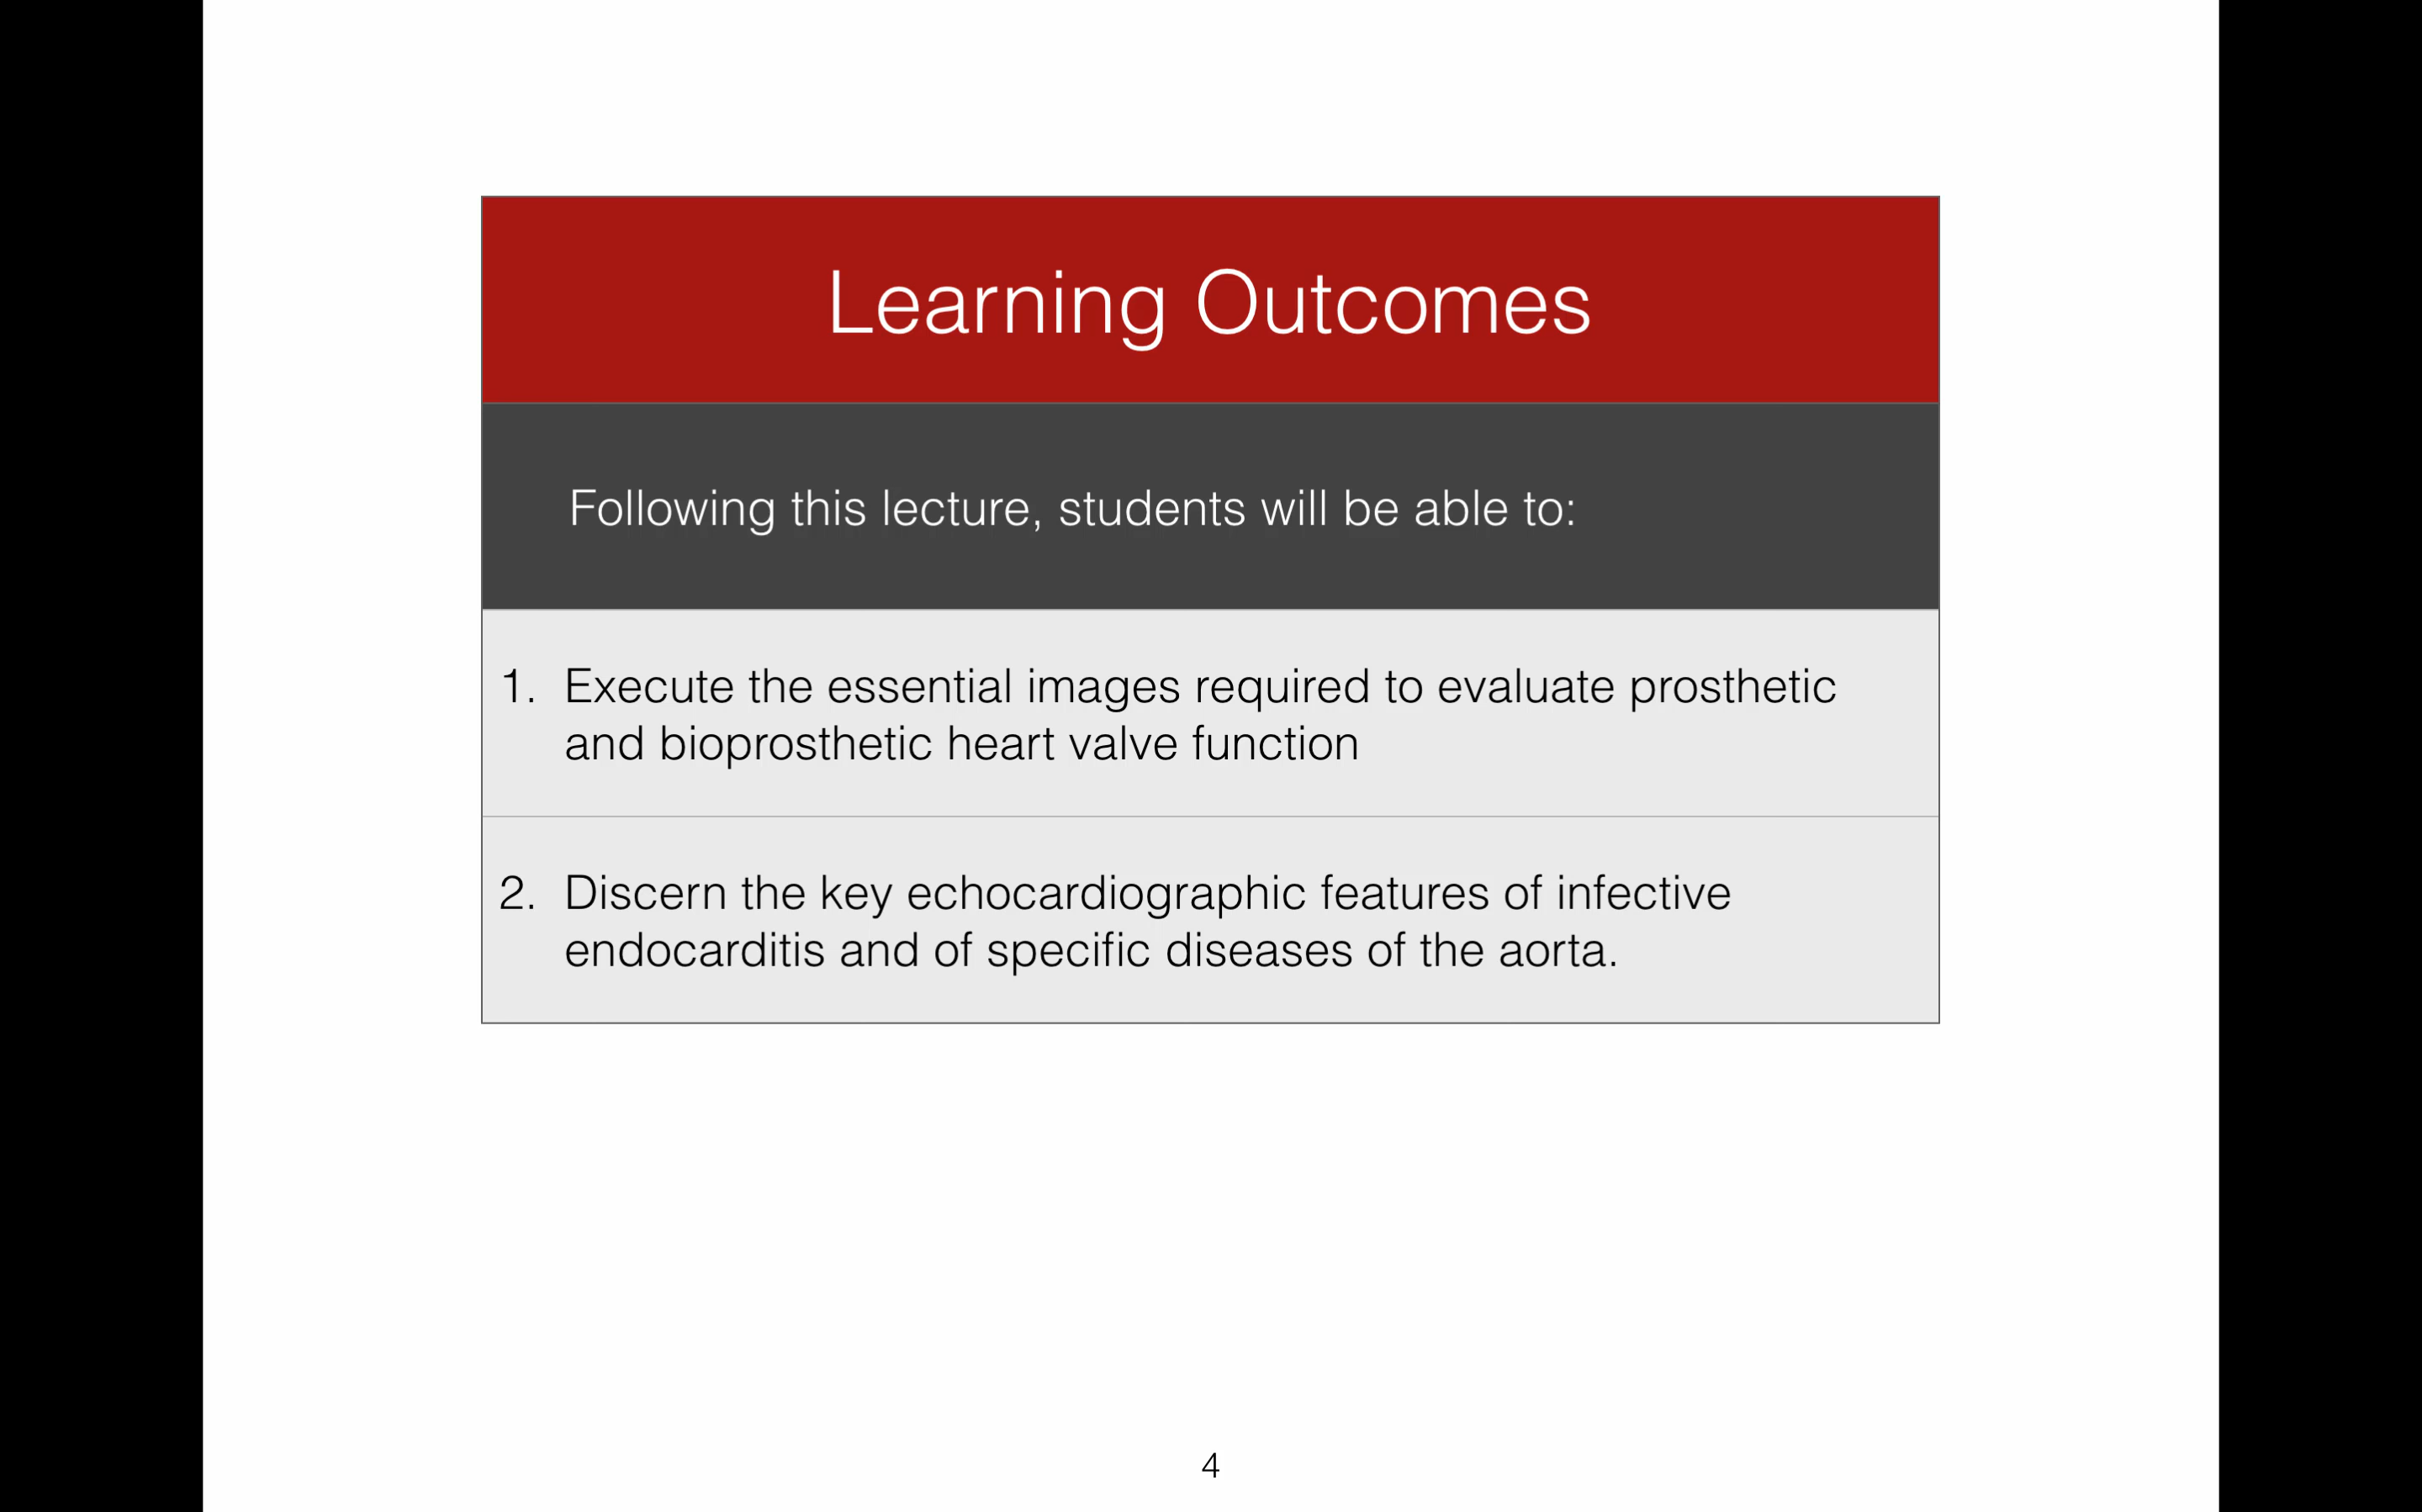 Learning Outcomes
Following this lecture, students will be able to:
1. Execute the essential images required to evaluate prosthetic
and bioprosthetic heart valve function
2. Discern the key echocardiographic features of infective
endocarditis and of specific diseases of the aorta.
4